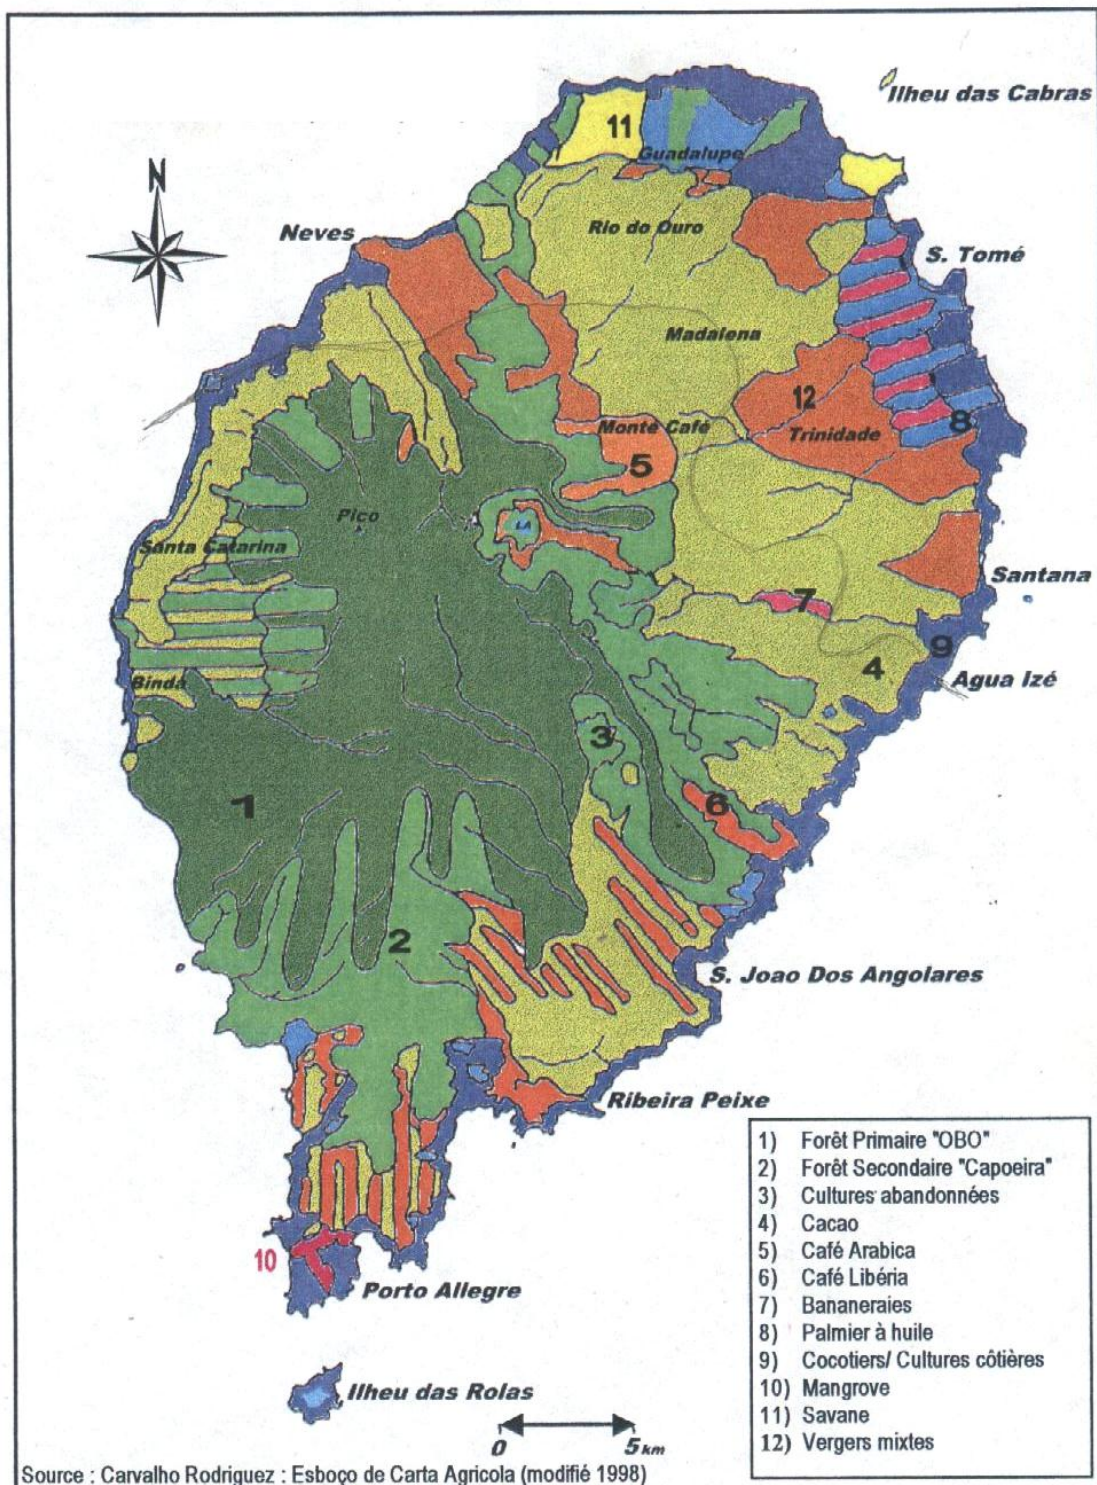 Ilheu das Cabras
11
Guadalupe
N
Neves
Rio do Ouro
S. Tomé
Madalena
12
Monte Café
Trinidade
8
5
Pico
LA
Santa Catarina
Santana
7
9
4
Agua Izé
Binda
3
1
6
2
S. Joao Dos Angolares
Ribeira Peixe
10
Porto Allegre
Ilheu das Rolas
0 5 km
1) Forêt Primaire "OBO"
2) Forêt Secondaire "Capoeira"
3) Cultures abandonnées
4) Cacao
5) Café Arabica
6) Café Libéria
7) Bananeraies
8) Palmier à huile
9) Cocotiers/ Cultures côtières
10) Mangrove
11) Savane
12) Vergers mixtes
Source : Carvalho Rodriguez : Esboço de Carta Agricola (modifié 1998)